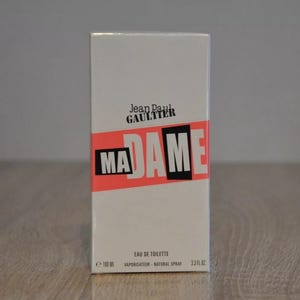 Jean Paul
GAULTIER
MADAME
EAU DE TOILETTE
℮ 100 ML VAPORISATEUR - NATURAL SPRAY 3.3 FL OZ